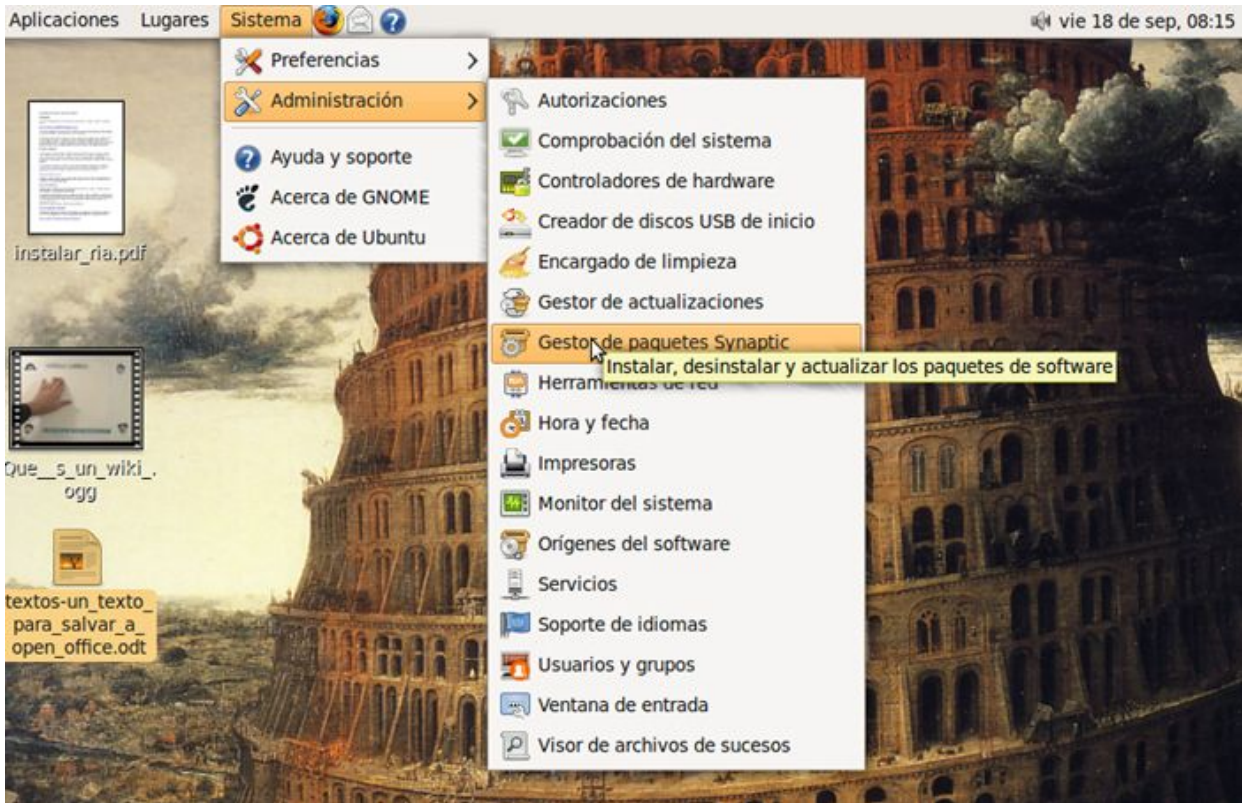 Aplicaciones Lugares Sistema vie 18 de sep, 08:15
Preferencias
Administración
Ayuda y soporte
Acerca de GNOME
Acerca de Ubuntu
Autorizaciones
Comprobación del sistema
Controladores de hardware
Creador de discos USB de inicio
Encargado de limpieza
Gestor de actualizaciones
Gestor de paquetes Synaptic
Instalar, desinstalar y actualizar los paquetes de software
Herramientas de red
Hora y fecha
Impresoras
Monitor del sistema
Orígenes del software
Servicios
Soporte de idiomas
Usuarios y grupos
Ventana de entrada
Visor de archivos de sucesos
instalar_ria.pdf
Que__s_un_wiki_.
ogg
textos-un_texto_
para_salvar_a_
open_office.odt